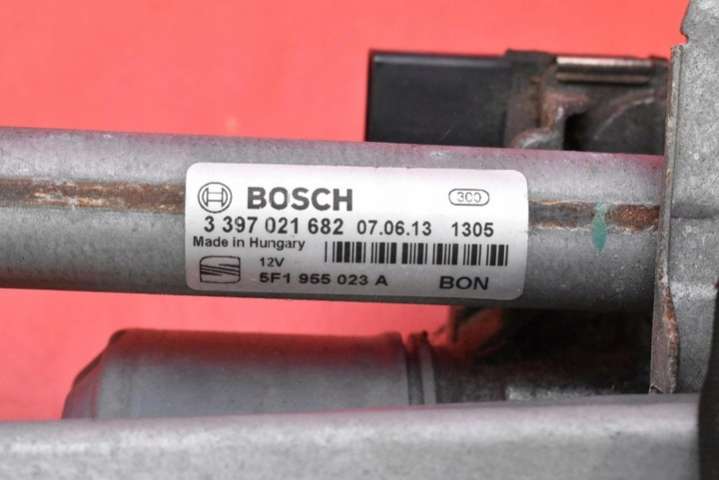 BOSCH 300
3 397 021 682 07.06.13 1305
Made in Hungary
12V
5F1 955 023 A BON